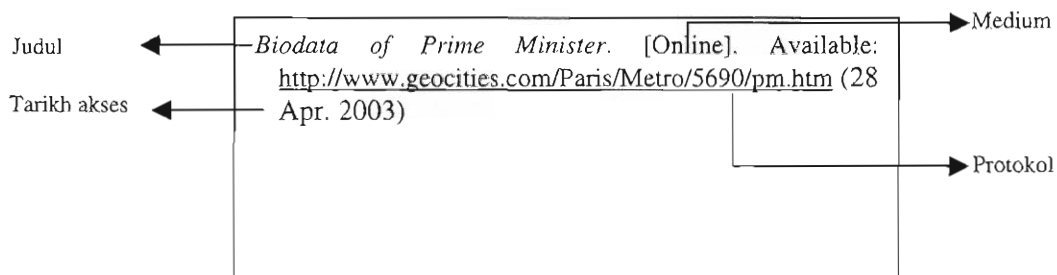 Medium
Judul
Biodata of Prime Minister. [Online]. Available:
http://www.geocities.com/Paris/Metro/5690/pm.htm (28
Tarikh akses
Apr. 2003)
Protokol